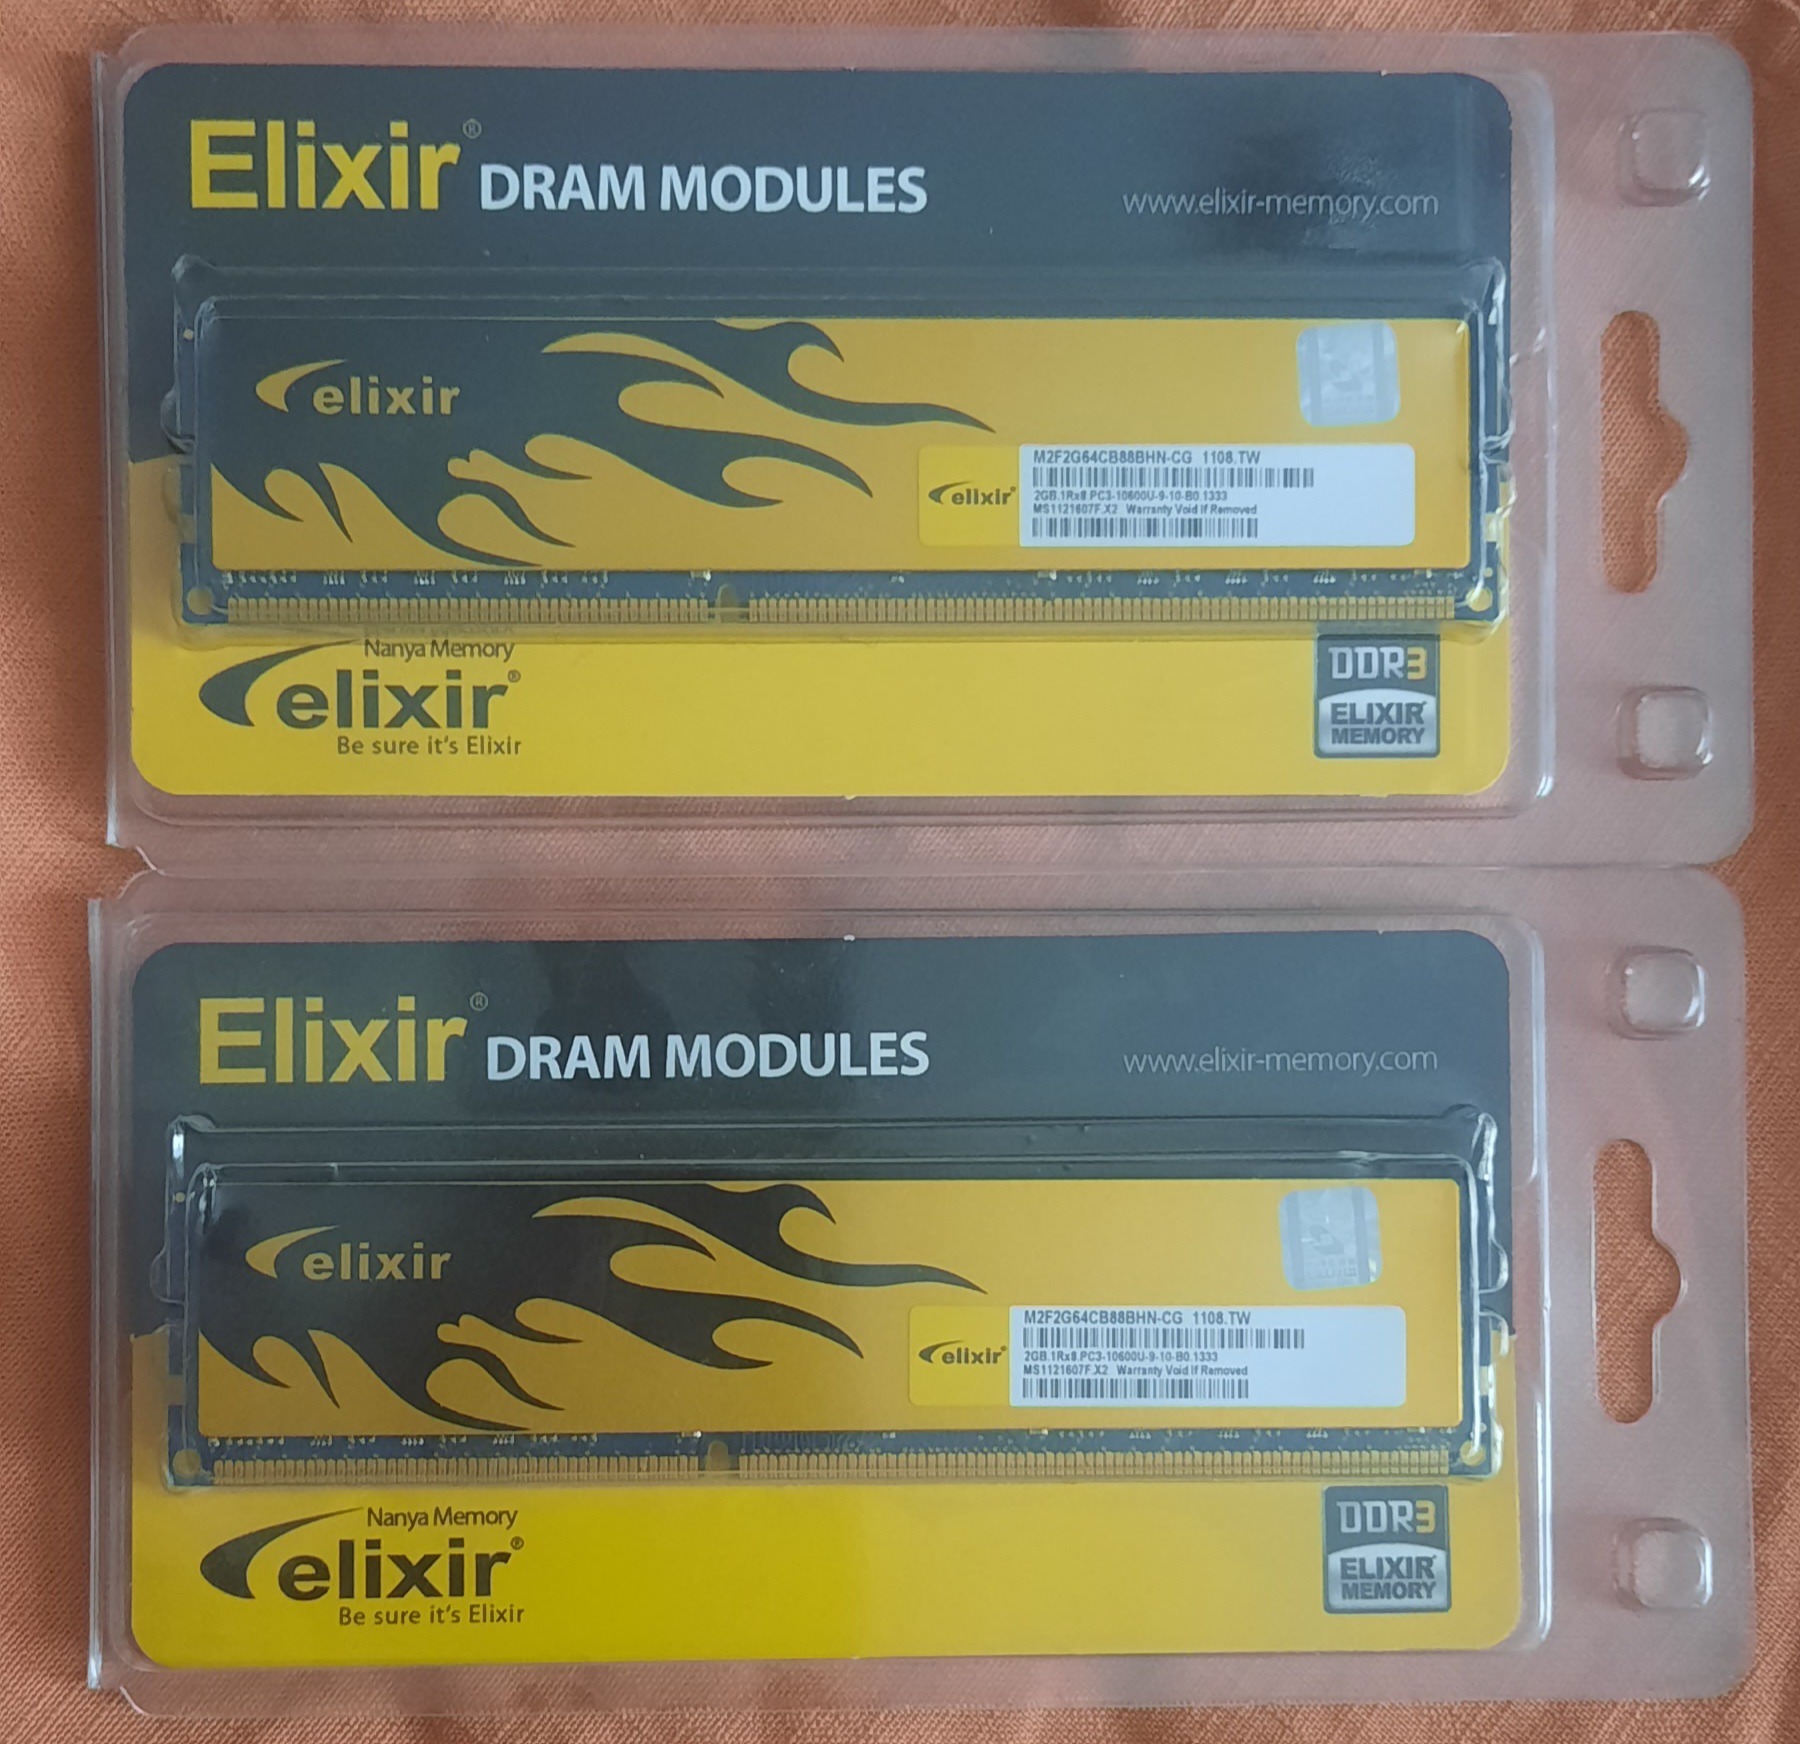 Elixir® DRAM MODULES
www.elixir-memory.com
elixir
M2F2G64CB88BHN-CG 1108.TW
elixir®
2GB.1Rx8.PC3-10600U-9-10-B0.1333
MS1121607F.X2 Warranty Void If Removed
Nanya Memory
elixir®
Be sure it's Elixir
DDR3
ELIXIR
MEMORY
Elixir® DRAM MODULES
www.elixir-memory.com
elixir
M2F2G64CB88BHN-CG 1108.TW
elixir®
2GB.1Rx8.PC3-10600U-9-10-B0.1333
MS1121607F.X2 Warranty Void If Removed
Nanya Memory
elixir®
Be sure it's Elixir
DDR3
ELIXIR
MEMORY